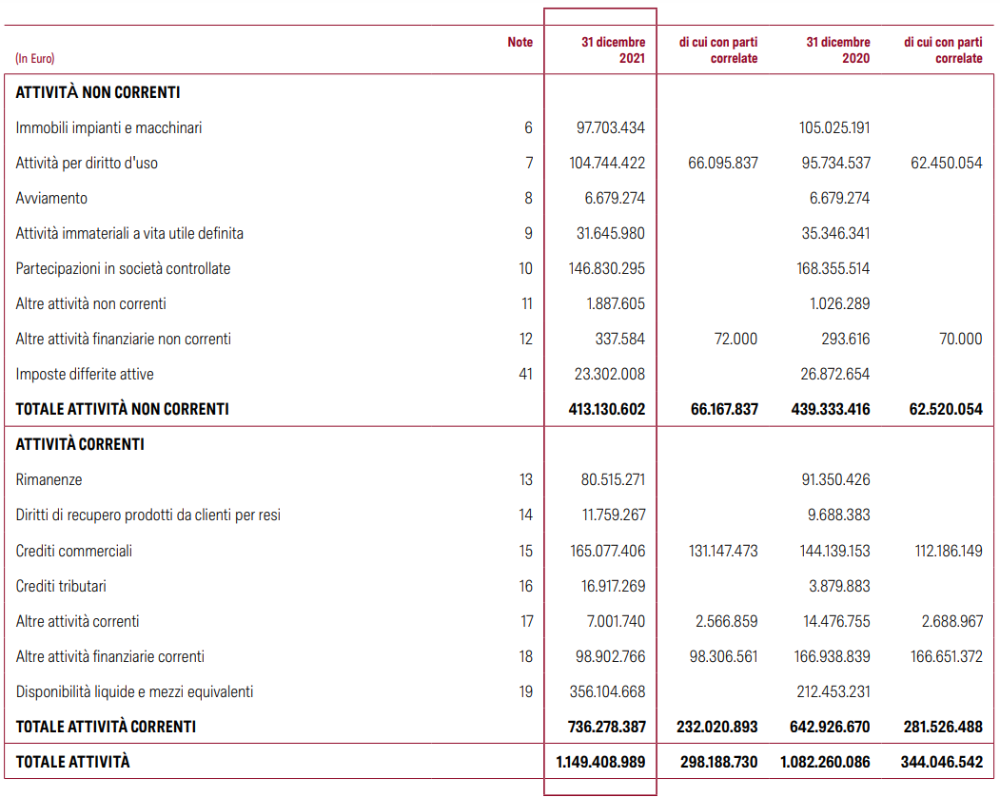 (In Euro) Note 31 dicembre 2021 di cui con parti correlate 31 dicembre 2020 di cui con parti correlate
ATTIVITÀ NON CORRENTI
Immobili impianti e macchinari 6 97.703.434 105.025.191
Attività per diritto d'uso 7 104.744.422 66.095.837 95.734.537 62.450.054
Avviamento 8 6.679.274 6.679.274
Attività immateriali a vita utile definita 9 31.645.980 35.346.341
Partecipazioni in società controllate 10 146.830.295 168.355.514
Altre attività non correnti 11 1.887.605 1.026.289
Altre attività finanziarie non correnti 12 337.584 72.000 293.616 70.000
Imposte differite attive 41 23.302.008 26.872.654
TOTALE ATTIVITÀ NON CORRENTI 413.130.602 66.167.837 439.333.416 62.520.054
ATTIVITÀ CORRENTI
Rimanenze 13 80.515.271 91.350.426
Diritti di recupero prodotti da clienti per resi 14 11.759.267 9.688.383
Crediti commerciali 15 165.077.406 131.147.473 144.139.153 112.186.149
Crediti tributari 16 16.917.269 3.879.883
Altre attività correnti 17 7.001.740 2.566.859 14.476.755 2.688.967
Altre attività finanziarie correnti 18 98.902.766 98.306.561 166.938.839 166.651.372
Disponibilità liquide e mezzi equivalenti 19 356.104.668 212.453.231
TOTALE ATTIVITÀ CORRENTI 736.278.387 232.020.893 642.926.670 281.526.488
TOTALE ATTIVITÀ 1.149.408.989 298.188.730 1.082.260.086 344.046.542